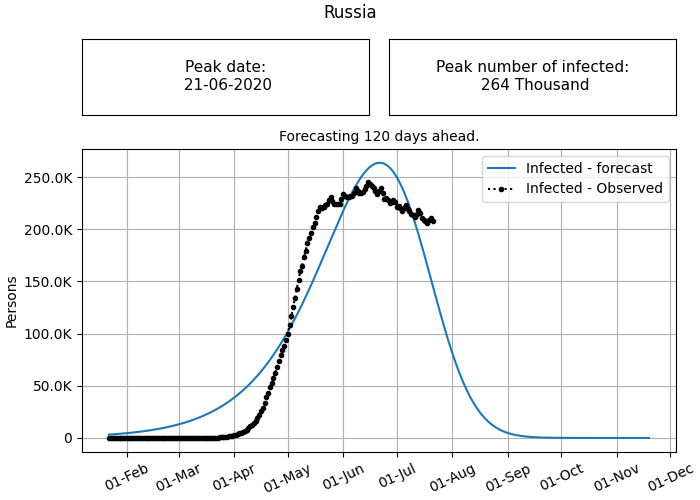 Russia
Peak date:
21-06-2020
Peak number of infected:
264 Thousand
Forecasting 120 days ahead.
Infected - forecast
Infected - Observed
250.0K
200.0K
150.0K
100.0K
50.0K
0
Persons
01-Feb
01-Mar
01-Apr
01-May
01-Jun
01-Jul
01-Aug
01-Sep
01-Oct
01-Nov
01-Dec